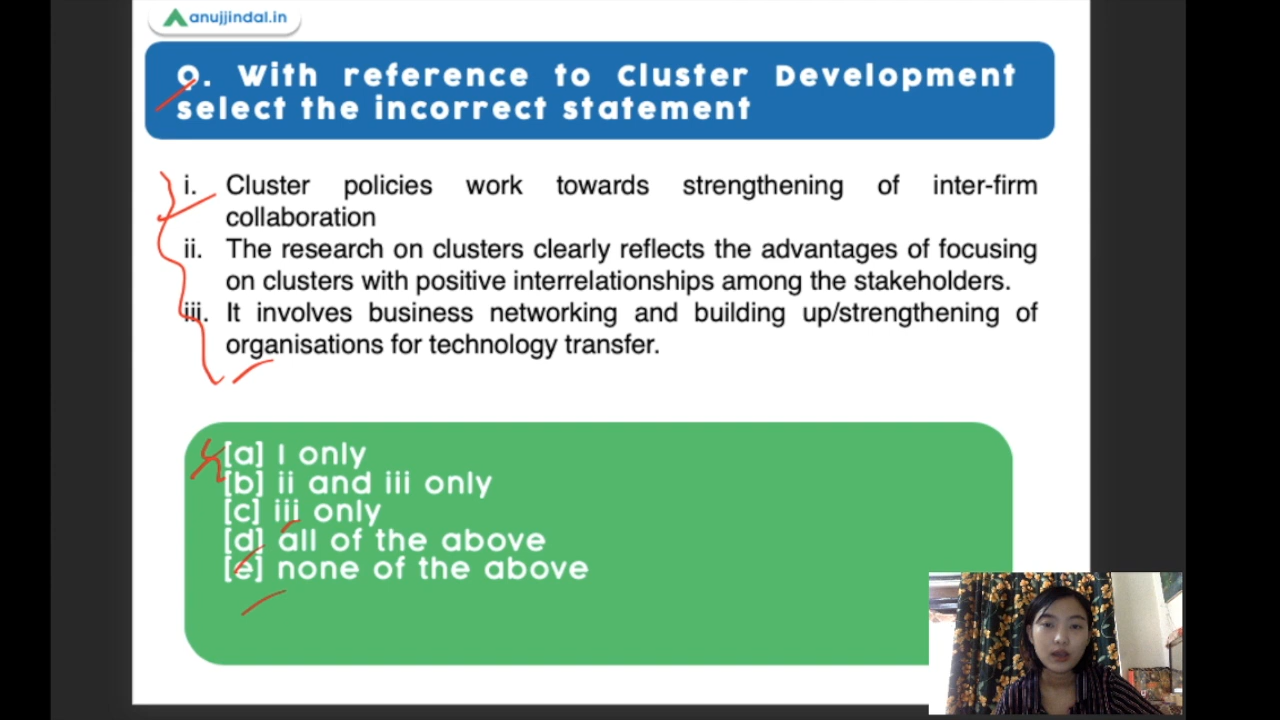 anujjindal.in
Q. With reference to Cluster Development
select the incorrect statement
i. Cluster policies work towards strengthening of inter-firm
collaboration
ii. The research on clusters clearly reflects the advantages of focusing
on clusters with positive interrelationships among the stakeholders.
iii. It involves business networking and building up/strengthening of
organisations for technology transfer.
[a] I only
[b] ii and iii only
[c] iii only
[d] all of the above
[e] none of the above